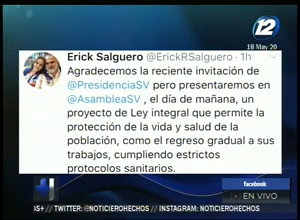 12
18 May 20
Erick Salguero @ErickRSalguero · 1h
Agradecemos la reciente invitación de
@PresidenciaSV pero presentaremos en
@AsambleaSV , el día de mañana, un
proyecto de Ley integral que permite la
protección de la vida y salud de la
población, como el regreso gradual a sus
trabajos, cumpliendo estrictos
protocolos sanitarios.
facebook
EN VIVO
OS+/ TWITTER: @NOTICIEROHECHOS / INSTAGRAM: NOTICIEROHECHOS